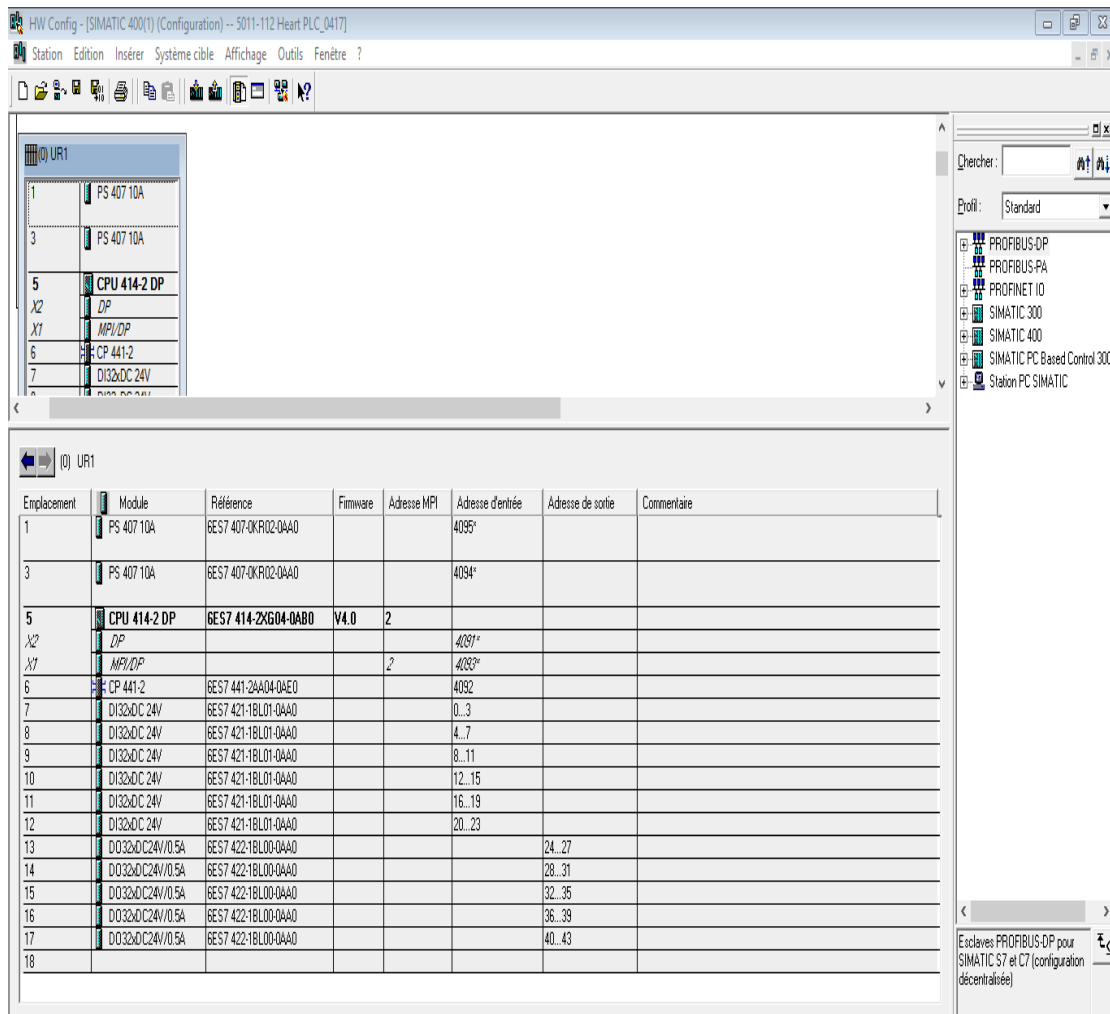 HW Config - [SIMATIC 400(1) (Configuration) -- 5011-112 Heart PLC_0417]
Station Edition Insérer Système cible Affichage Outils Fenêtre ?
(0) UR1
1 PS 407 10A
3 PS 407 10A
5 CPU 414-2 DP
X2 DP
X1 MPI/DP
6 CP 441-2
7 DI32xDC 24V
Chercher :
Profil : Standard
PROFIBUS-DP
PROFIBUS-PA
PROFINET IO
SIMATIC 300
SIMATIC 400
SIMATIC PC Based Control 300
Station PC SIMATIC
(0) UR1
Emplacement Module Référence Firmware Adresse MPI Adresse d'entrée Adresse de sortie Commentaire
1 PS 407 10A 6ES7 407-0KR02-0AA0 4095*
3 PS 407 10A 6ES7 407-0KR02-0AA0 4094*
5 CPU 414-2 DP 6ES7 414-2XG04-0AB0 V4.0 2
X2 DP 4091*
X1 MPI/DP 2 4093*
6 CP 441-2 6ES7 441-2AA04-0AE0 4092
7 DI32xDC 24V 6ES7 421-1BL01-0AA0 0...3
8 DI32xDC 24V 6ES7 421-1BL01-0AA0 4...7
9 DI32xDC 24V 6ES7 421-1BL01-0AA0 8...11
10 DI32xDC 24V 6ES7 421-1BL01-0AA0 12...15
11 DI32xDC 24V 6ES7 421-1BL01-0AA0 16...19
12 DI32xDC 24V 6ES7 421-1BL01-0AA0 20...23
13 DO32xDC24V/0.5A 6ES7 422-1BL00-0AA0 24...27
14 DO32xDC24V/0.5A 6ES7 422-1BL00-0AA0 28...31
15 DO32xDC24V/0.5A 6ES7 422-1BL00-0AA0 32...35
16 DO32xDC24V/0.5A 6ES7 422-1BL00-0AA0 36...39
17 DO32xDC24V/0.5A 6ES7 422-1BL00-0AA0 40...43
18
Esclaves PROFIBUS-DP pour
SIMATIC S7 et C7 (configuration
décentralisée)